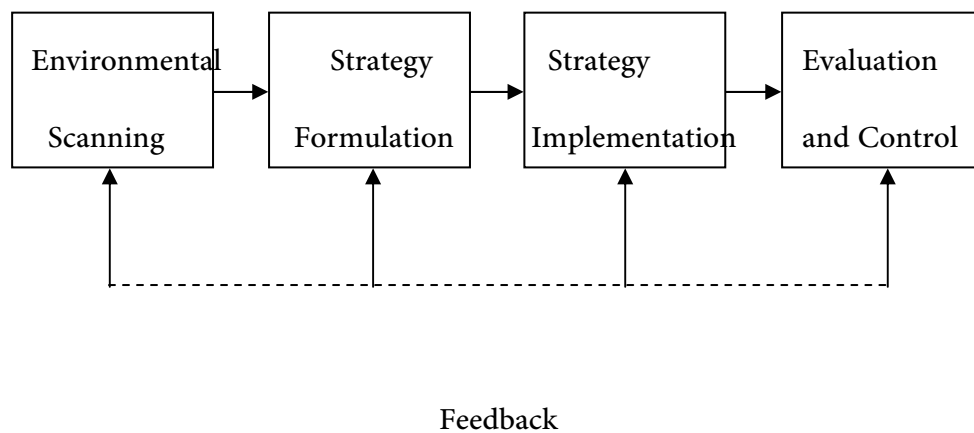 Environmental
Scanning
Strategy
Formulation
Strategy
Implementation
Evaluation
and Control
Feedback